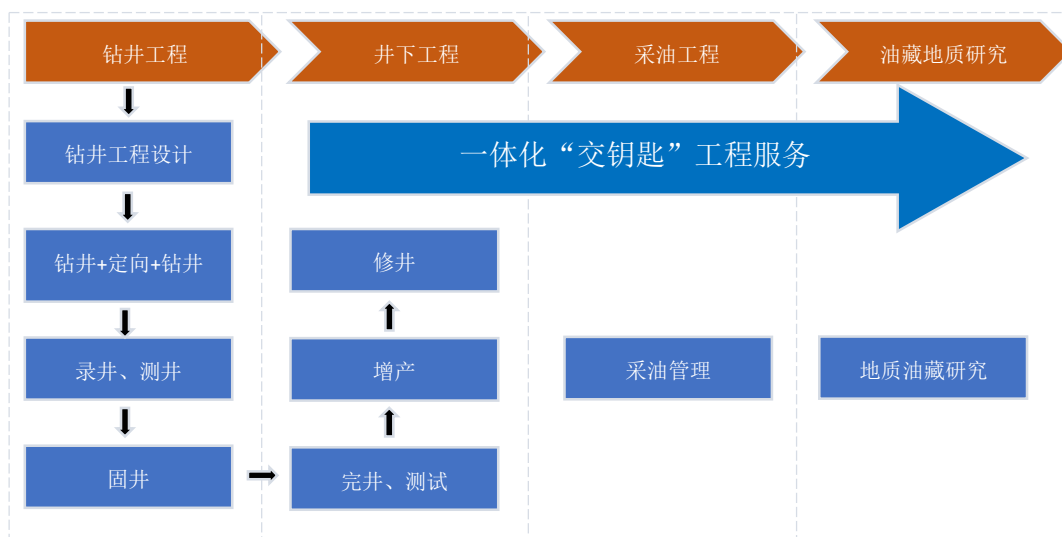 钻井工程
井下工程
采油工程
油藏地质研究
一体化“交钥匙”工程服务
钻井工程设计
钻井+定向+钻井
修井
录井、测井
增产
采油管理
地质油藏研究
固井
完井、测试